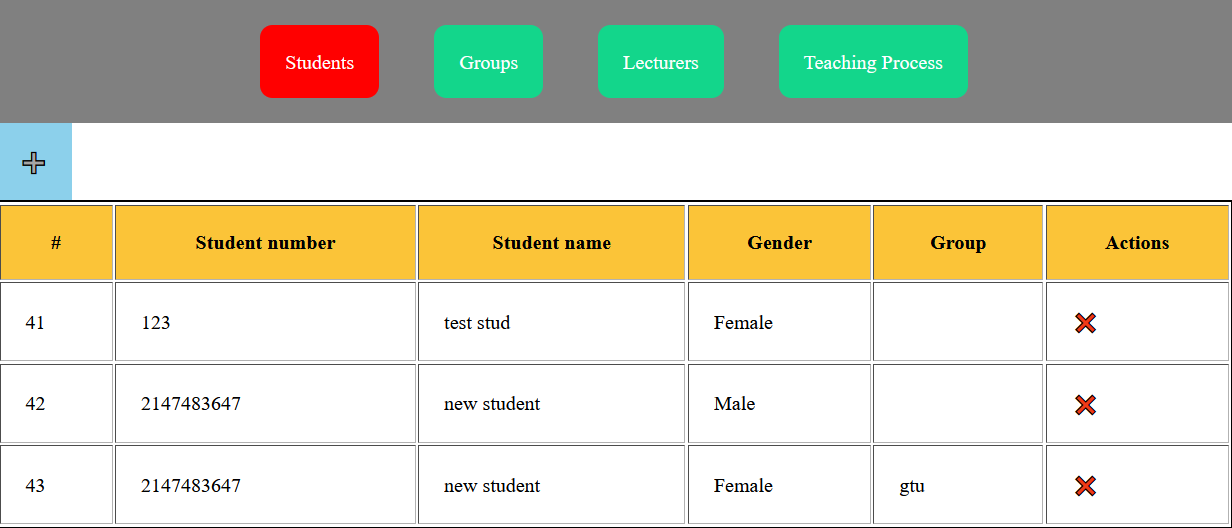 Students Groups Lecturers Teaching Process
# Student number Student name Gender Group Actions
41 123 test stud Female
42 2147483647 new student Male
43 2147483647 new student Female gtu